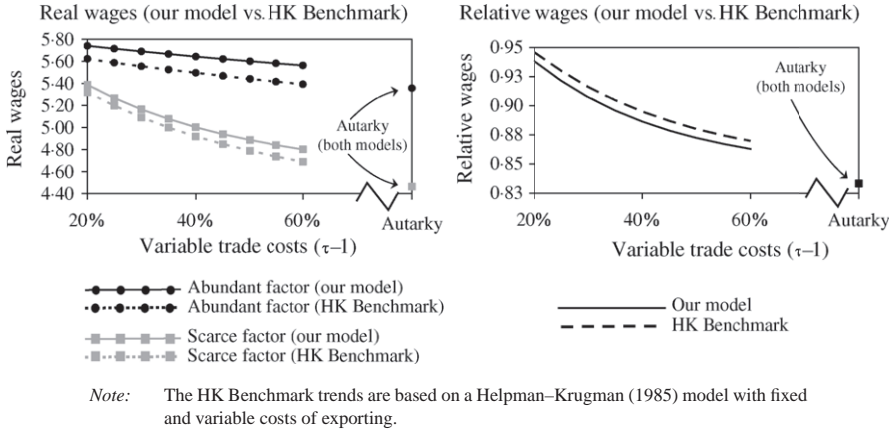 Real wages (our model vs. HK Benchmark)
5·80
5·60
5·40
5·20
5·00
4·80
4·60
4·40
Real wages
Autarky
(both models)
20%
40%
60%
Autarky
Variable trade costs (τ–1)
Abundant factor (our model)
Abundant factor (HK Benchmark)
Scarce factor (our model)
Scarce factor (HK Benchmark)
Relative wages (our model vs. HK Benchmark)
0·95
0·93
0·90
0·88
0·85
0·83
Relative wages
Autarky
(both models)
20%
40%
60%
Autarky
Variable trade costs (τ–1)
Our model
HK Benchmark
Note: The HK Benchmark trends are based on a Helpman–Krugman (1985) model with fixed
and variable costs of exporting.